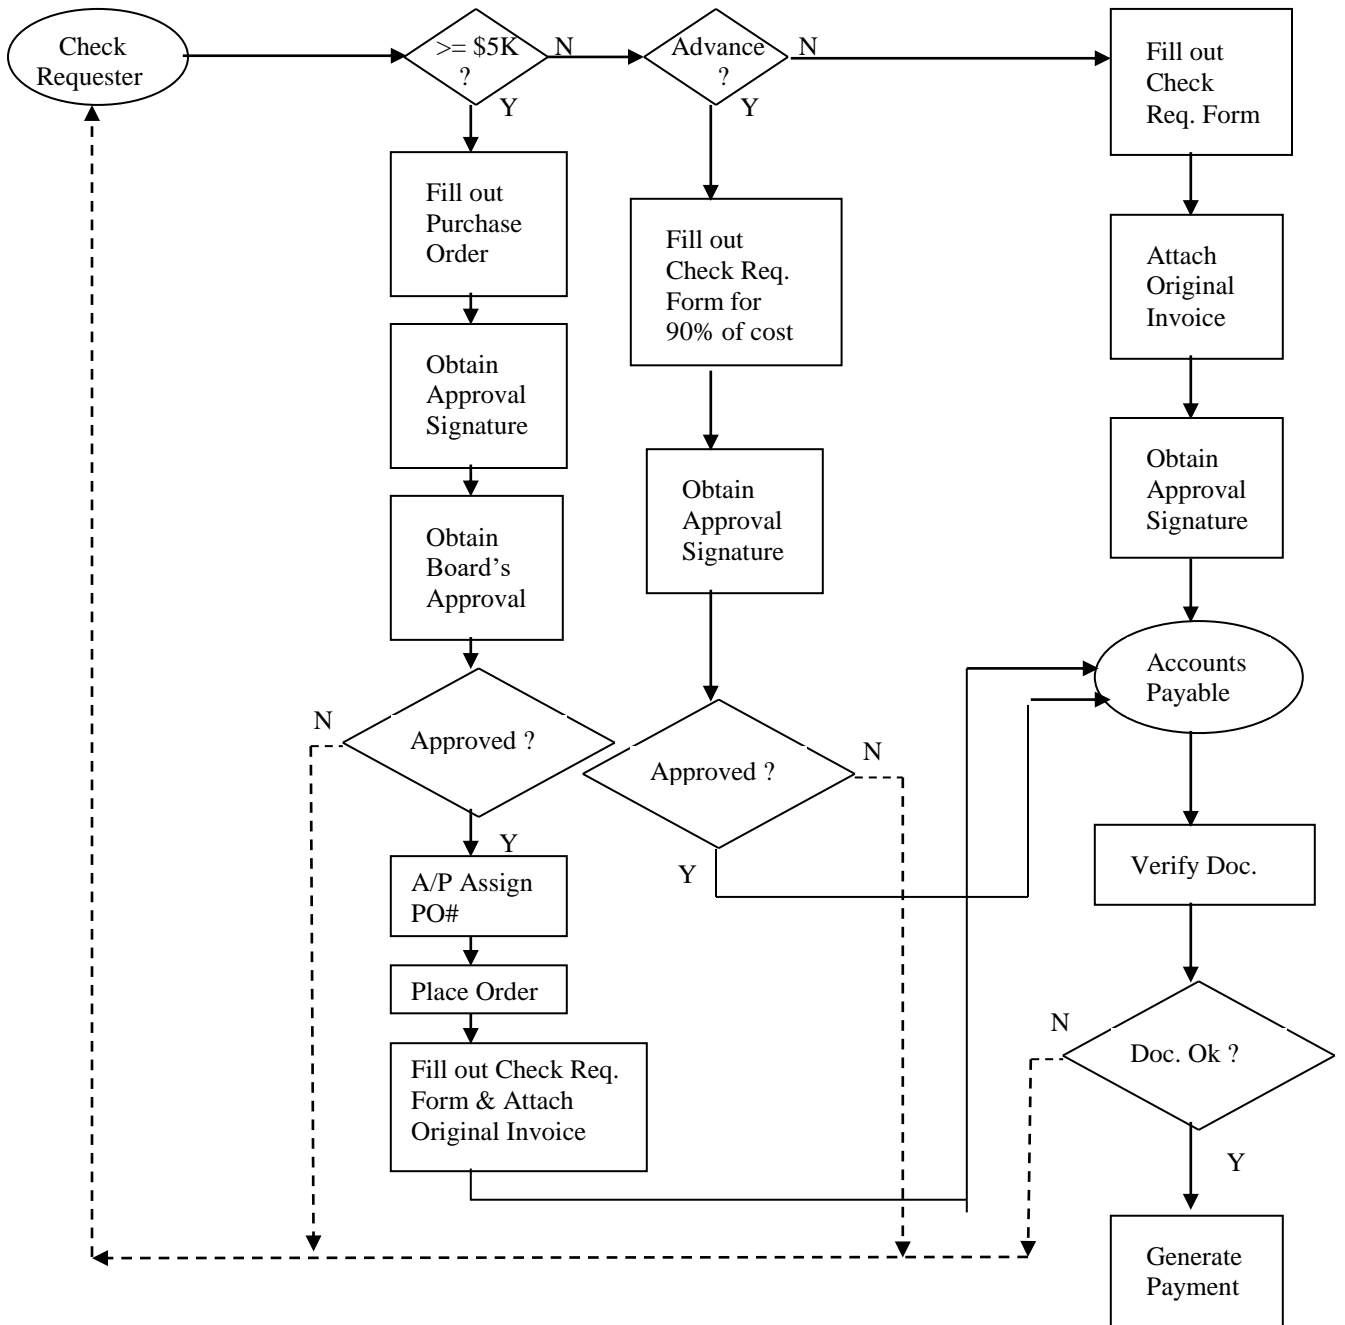 Check
Requester
>= $5K
?
N
Y
Advance
?
N
Y
Fill out
Check
Req. Form
Fill out
Purchase
Order
Fill out
Check Req.
Form for
90% of cost
Attach
Original
Invoice
Obtain
Approval
Signature
Obtain
Approval
Signature
Obtain
Approval
Signature
Obtain
Board’s
Approval
Accounts
Payable
N
Approved ?
Y
N
Approved ?
Y
A/P Assign
PO#
Verify Doc.
Place Order
N
Doc. Ok ?
Y
Fill out Check Req.
Form & Attach
Original Invoice
Generate
Payment